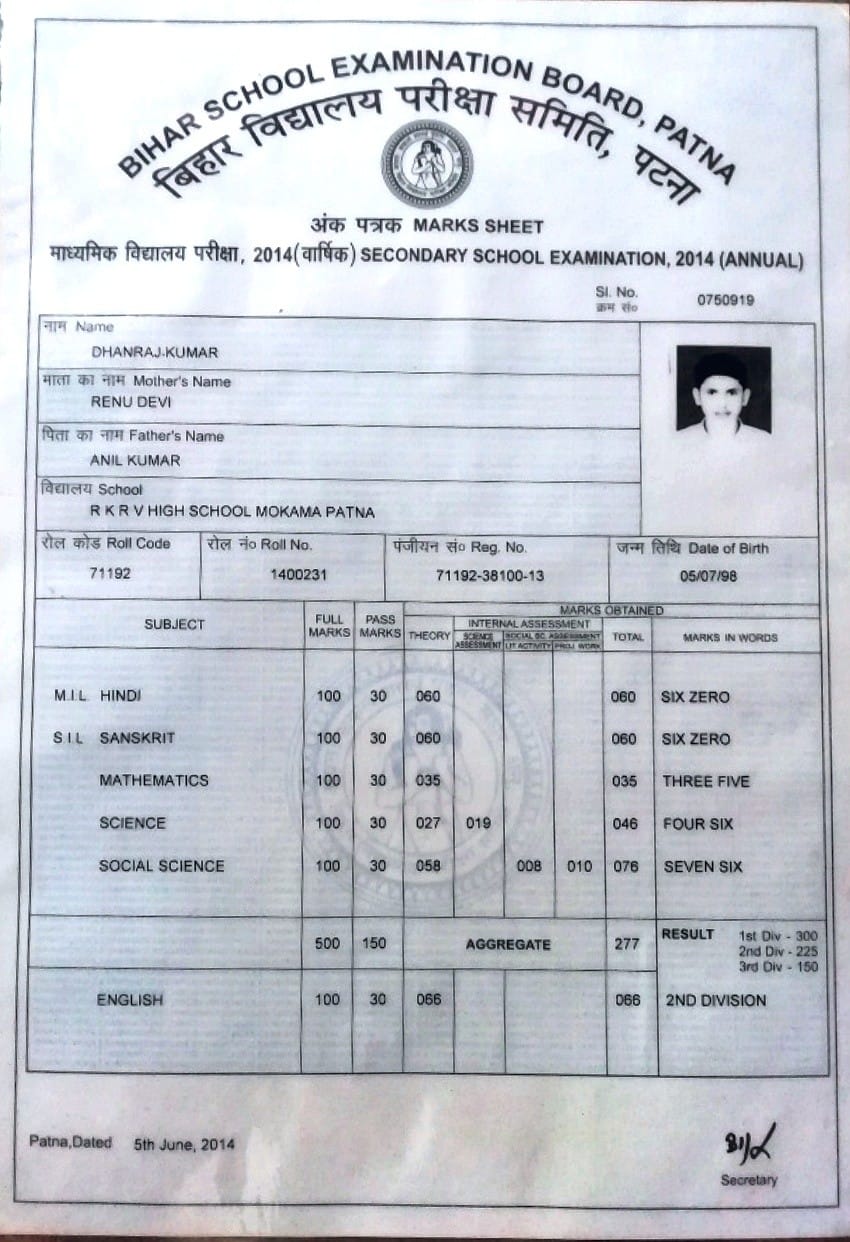 BIHAR SCHOOL EXAMINATION BOARD, PATNA
बिहार विद्यालय परीक्षा समिति, पटना
अंक पत्रक MARKS SHEET
माध्यमिक विद्यालय परीक्षा, 2014(वार्षिक) SECONDARY SCHOOL EXAMINATION, 2014 (ANNUAL)
Sl. No. 0750919
क्रम सं०
नाम Name
DHANRAJ KUMAR
माता का नाम Mother's Name
RENU DEVI
पिता का नाम Father's Name
ANIL KUMAR
विद्यालय School
R K R V HIGH SCHOOL MOKAMA PATNA
रोल कोड Roll Code रोल नं० Roll No. पंजीयन सं० Reg. No. जन्म तिथि Date of Birth
71192 1400231 71192-38100-13 05/07/98
MARKS OBTAINED
SUBJECT FULL MARKS PASS MARKS THEORY INTERNAL ASSESSMENT TOTAL MARKS IN WORDS
SCIENCE ASSESSMENT SOCIAL SC. ASSESSMENT
LIT ACTIVITY PROJ. WORK
M.I.L HINDI 100 30 060 060 SIX ZERO
S I L SANSKRIT 100 30 060 060 SIX ZERO
MATHEMATICS 100 30 035 035 THREE FIVE
SCIENCE 100 30 027 019 046 FOUR SIX
SOCIAL SCIENCE 100 30 058 008 010 076 SEVEN SIX
500 150 AGGREGATE 277 RESULT 1st Div - 300
2nd Div - 225
3rd Div - 150
ENGLISH 100 30 066 066 2ND DIVISION
Patna,Dated 5th June, 2014
Secretary